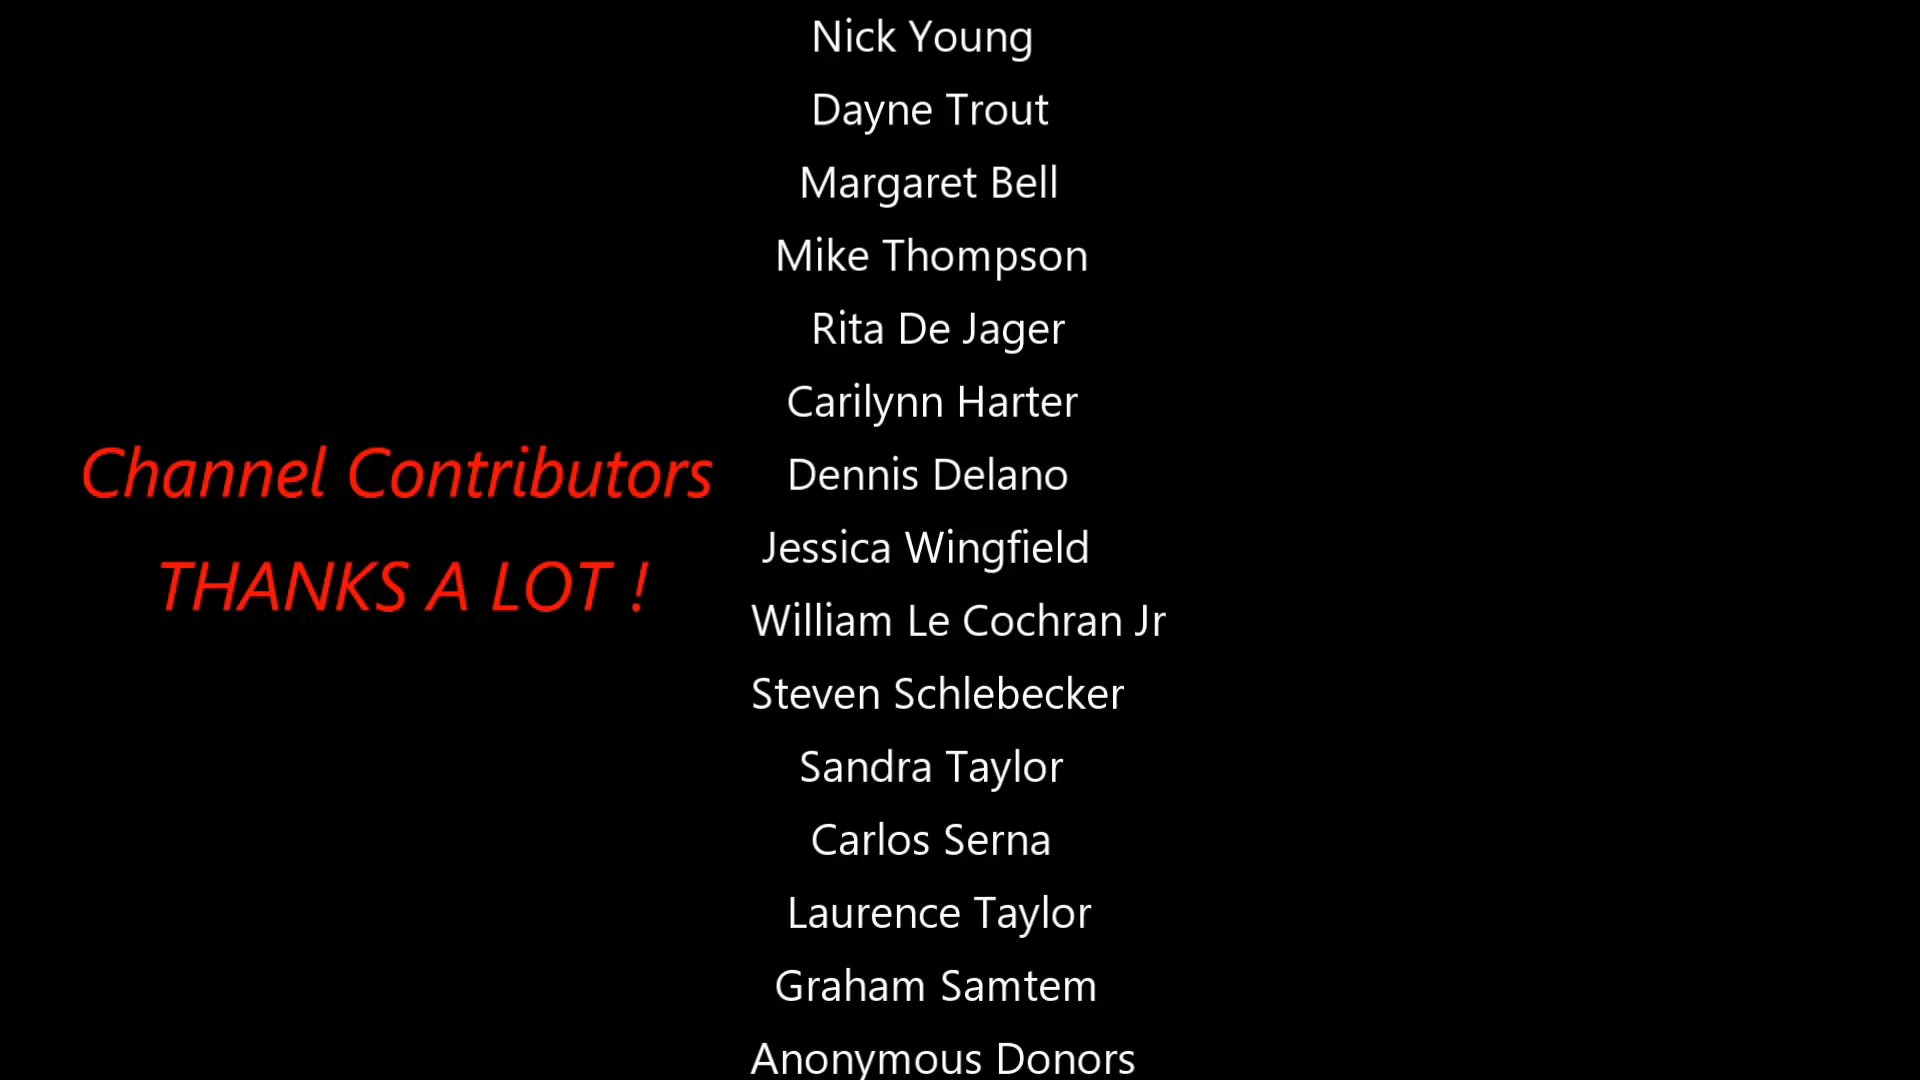 Channel Contributors
THANKS A LOT !
Nick Young
Dayne Trout
Margaret Bell
Mike Thompson
Rita De Jager
Carilynn Harter
Dennis Delano
Jessica Wingfield
William Le Cochran Jr
Steven Schlebecker
Sandra Taylor
Carlos Serna
Laurence Taylor
Graham Samtem
Anonymous Donors